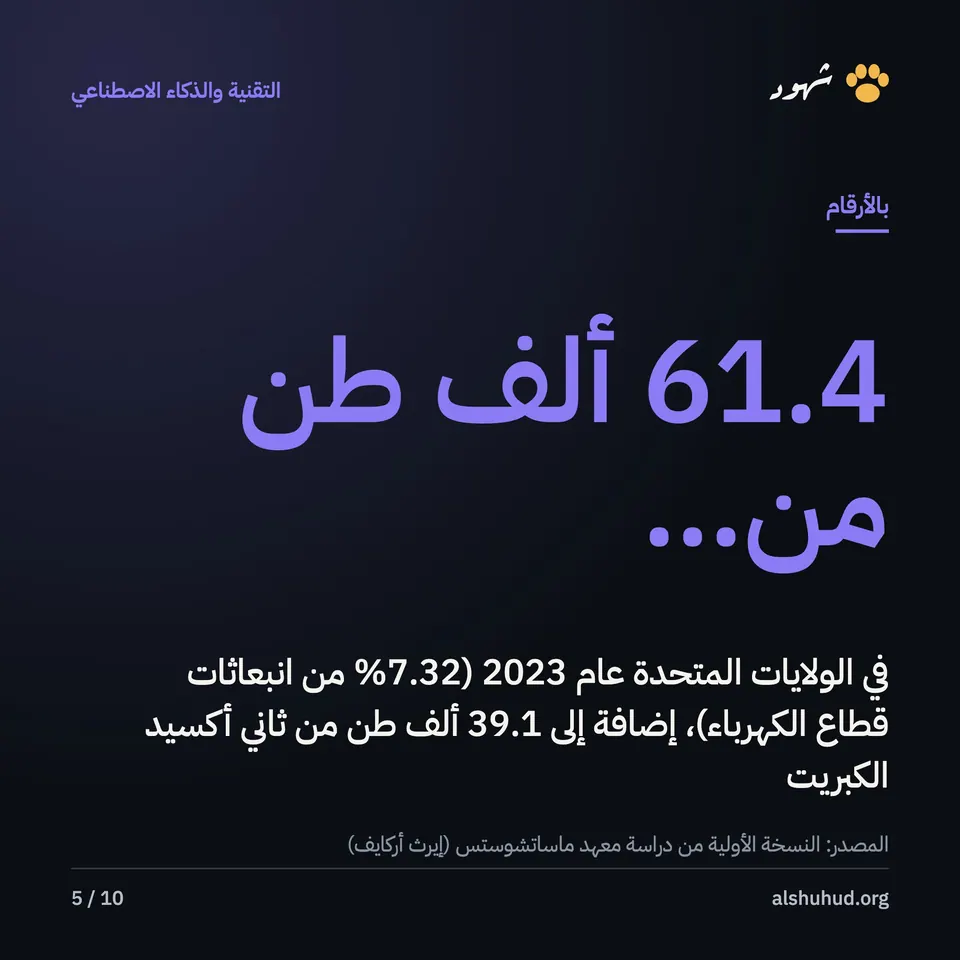 شهود
التقنية والذكاء الاصطناعي
بالأرقام
61.4 ألف طن
من...
في الولايات المتحدة عام 2023 (7.32% من انبعاثات
قطاع الكهرباء)، إضافة إلى 39.1 ألف طن من ثاني أكسيد
الكبريت
المصدر: النسخة الأولية من دراسة معهد ماساتشوستس (إيرث أركايف)
alshuhud.org
5 / 10